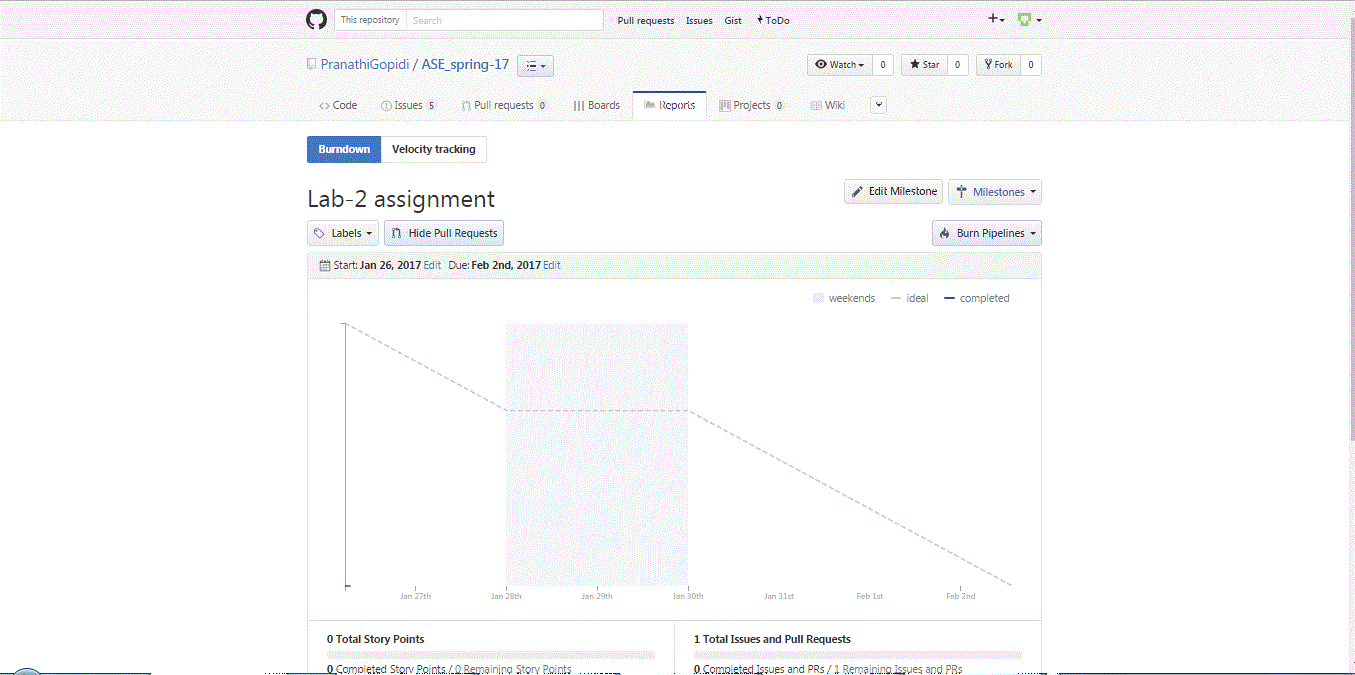 This repository Search Pull requests Issues Gist ToDo
PranathiGopidi / ASE_spring-17 Watch 0 Star 0 Fork 0
Code Issues 5 Pull requests 0 Boards Reports Projects 0 Wiki
Burndown Velocity tracking
Lab-2 assignment Edit Milestone Milestones
Labels Hide Pull Requests Burn Pipelines
Start: Jan 26, 2017 Edit Due: Feb 2nd, 2017 Edit
weekends ideal completed
Jan 27th Jan 28th Jan 29th Jan 30th Jan 31st Feb 1st Feb 2nd
0 Total Story Points 1 Total Issues and Pull Requests
0 Completed Story Points / 0 Remaining Story Points 0 Completed Issues and PRs / 1 Remaining Issues and PRs